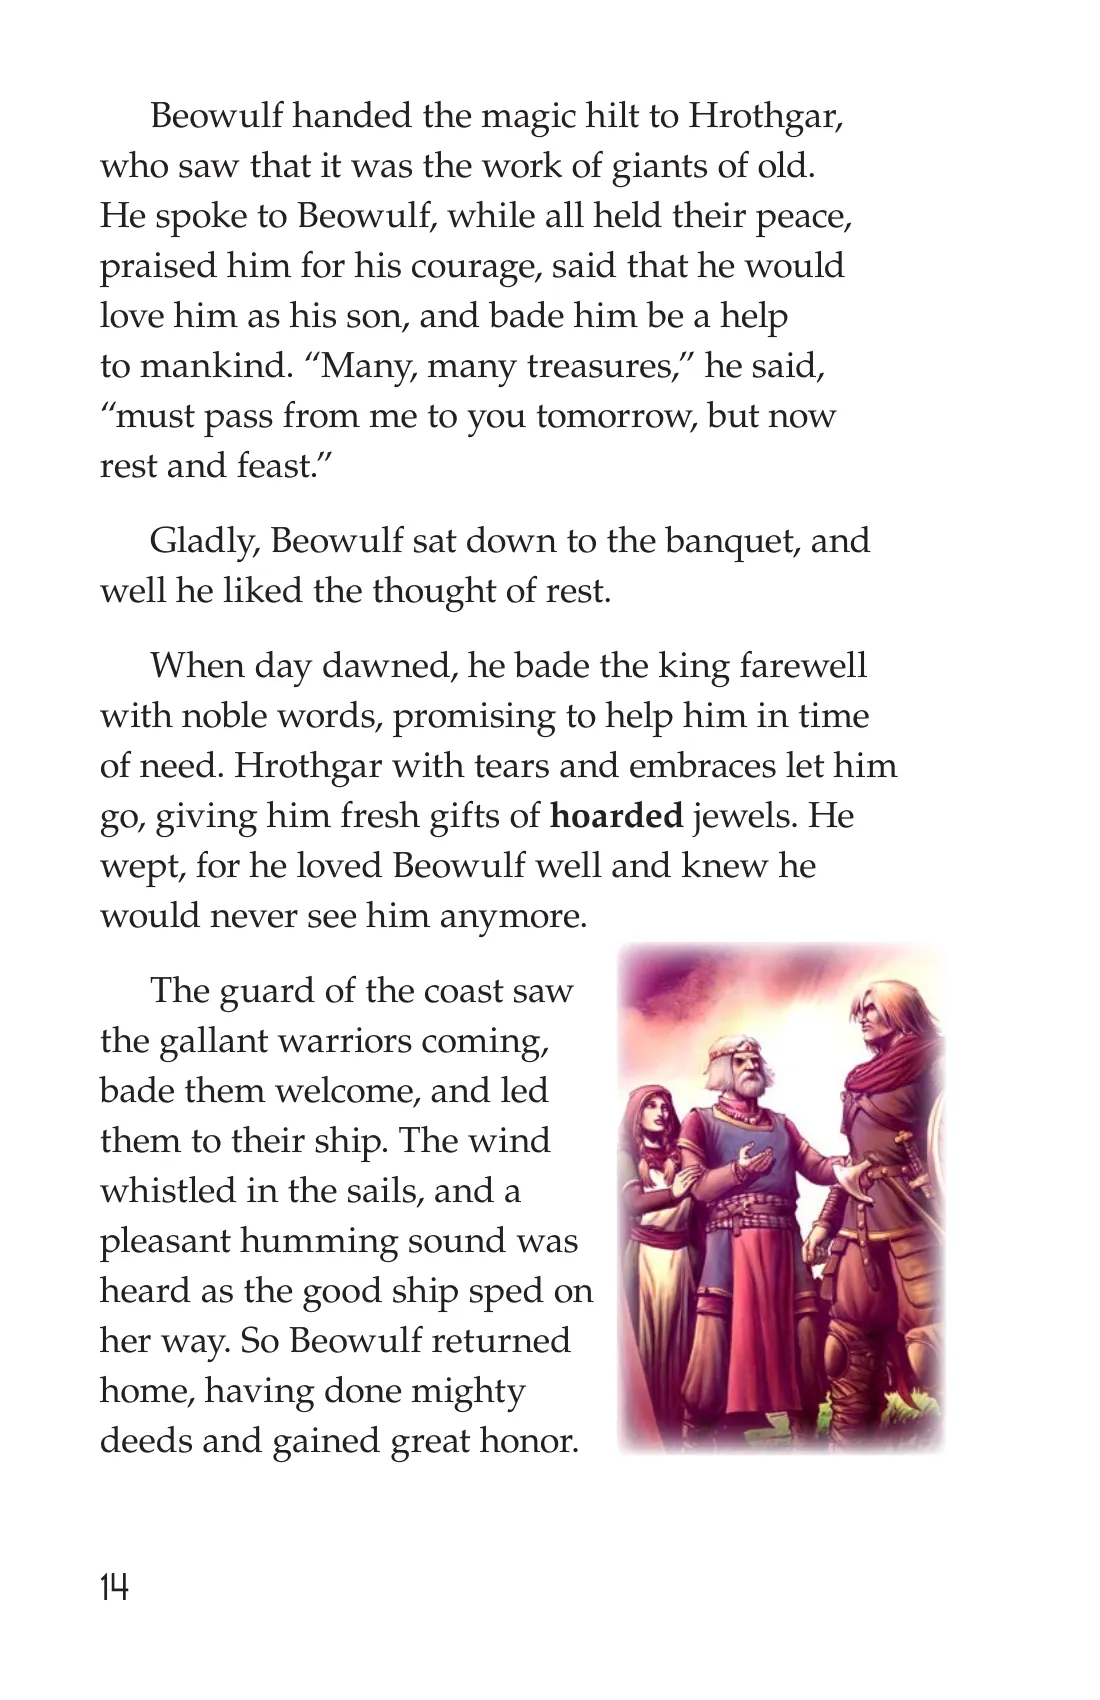 Beowulf handed the magic hilt to Hrothgar,
who saw that it was the work of giants of old.
He spoke to Beowulf, while all held their peace,
praised him for his courage, said that he would
love him as his son, and bade him be a help
to mankind. “Many, many treasures,” he said,
“must pass from me to you tomorrow, but now
rest and feast.”
Gladly, Beowulf sat down to the banquet, and
well he liked the thought of rest.
When day dawned, he bade the king farewell
with noble words, promising to help him in time
of need. Hrothgar with tears and embraces let him
go, giving him fresh gifts of hoarded jewels. He
wept, for he loved Beowulf well and knew he
would never see him anymore.
The guard of the coast saw
the gallant warriors coming,
bade them welcome, and led
them to their ship. The wind
whistled in the sails, and a
pleasant humming sound was
heard as the good ship sped on
her way. So Beowulf returned
home, having done mighty
deeds and gained great honor.
14